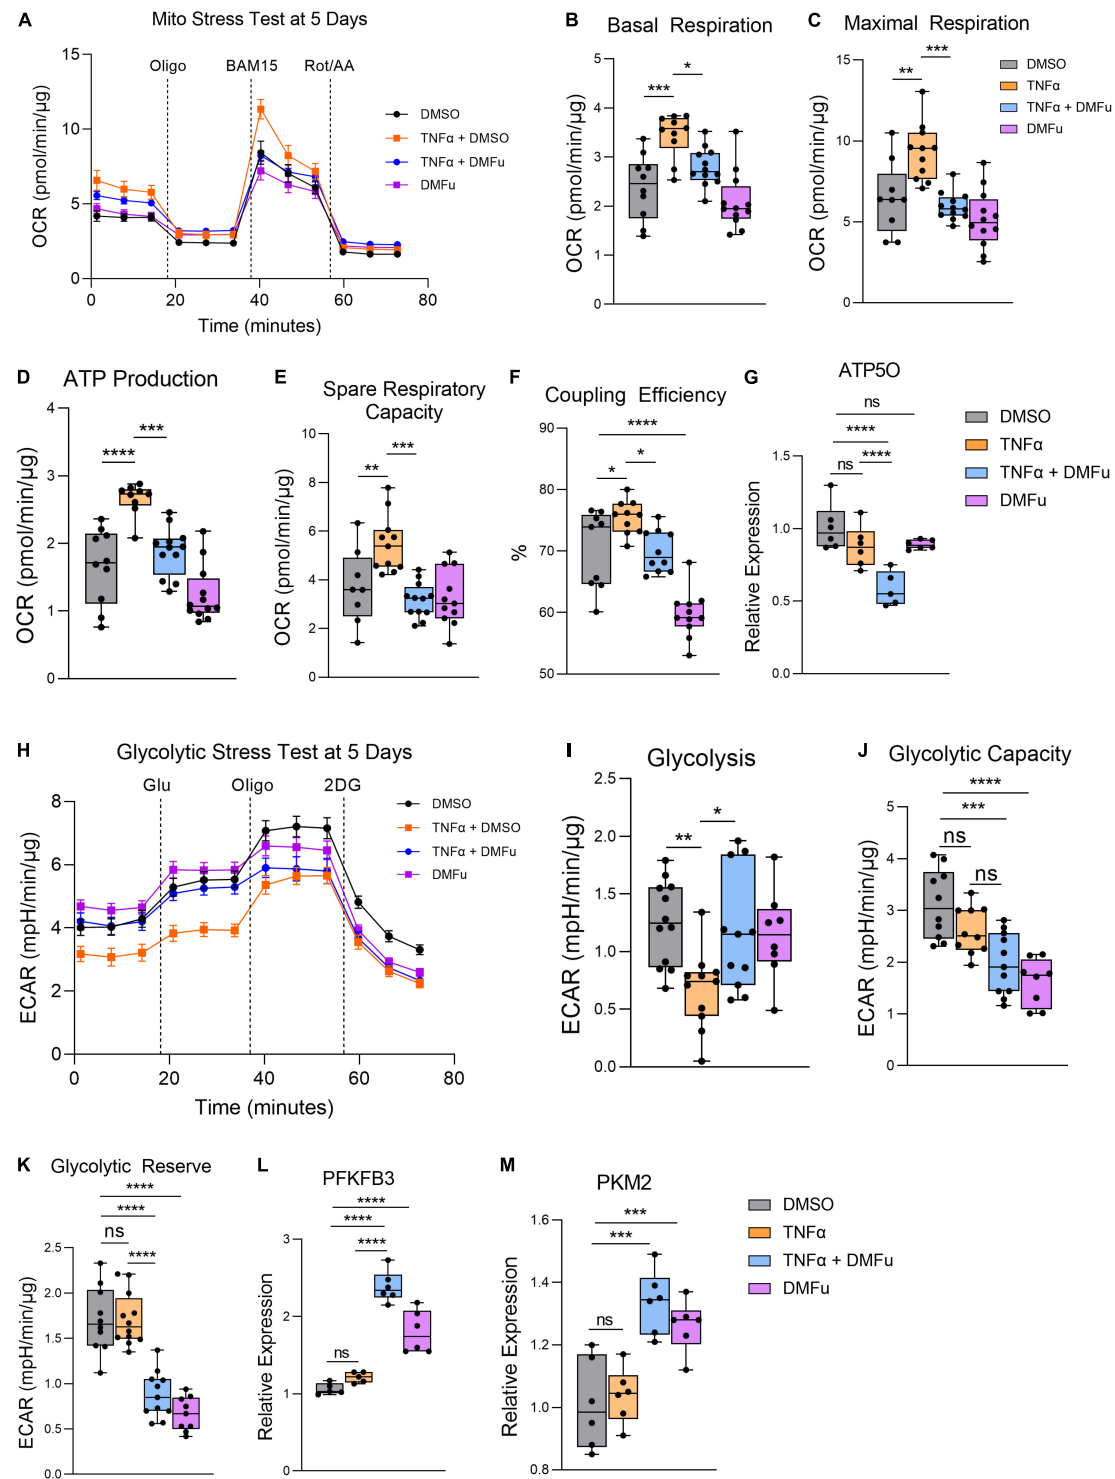 A
Mito Stress Test at 5 Days
OCR (pmol/min/μg)
15
10
5
0
Oligo
BAM15
Rot/AA
DMSO
TNFα + DMSO
TNFα + DMFu
DMFu
0 20 40 60 80
Time (minutes)
B
Basal Respiration
OCR (pmol/min/μg)
5
4
3
2
1
0
***
*
C
Maximal Respiration
OCR (pmol/min/μg)
15
10
5
0
**
***
DMSO
TNFα
TNFα + DMFu
DMFu
D
ATP Production
OCR (pmol/min/μg)
4
3
2
1
0
****
***
E
Spare Respiratory
Capacity
OCR (pmol/min/μg)
10
8
6
4
2
0
**
***
F
Coupling Efficiency
%
90
80
70
60
50
****
*
*
G
ATP5O
Relative Expression
1.5
1.0
0.5
0.0
ns
****
ns ****
DMSO
TNFα
TNFα + DMFu
DMFu
H
Glycolytic Stress Test at 5 Days
ECAR (mpH/min/μg)
8
6
4
2
0
Glu
Oligo
2DG
DMSO
TNFα + DMSO
TNFα + DMFu
DMFu
0 20 40 60 80
Time (minutes)
I
Glycolysis
ECAR (mpH/min/μg)
2.5
2.0
1.5
1.0
0.5
0.0
**
*
J
Glycolytic Capacity
ECAR (mpH/min/μg)
5
4
3
2
1
0
****
***
ns
ns
K
Glycolytic Reserve
ECAR (mpH/min/μg)
2.5
2.0
1.5
1.0
0.5
0.0
****
****
ns
****
L
PFKFB3
Relative Expression
3
2
1
0
****
****
****
ns
M
PKM2
Relative Expression
1.6
1.4
1.2
1.0
0.8
***
***
ns
DMSO
TNFα
TNFα + DMFu
DMFu